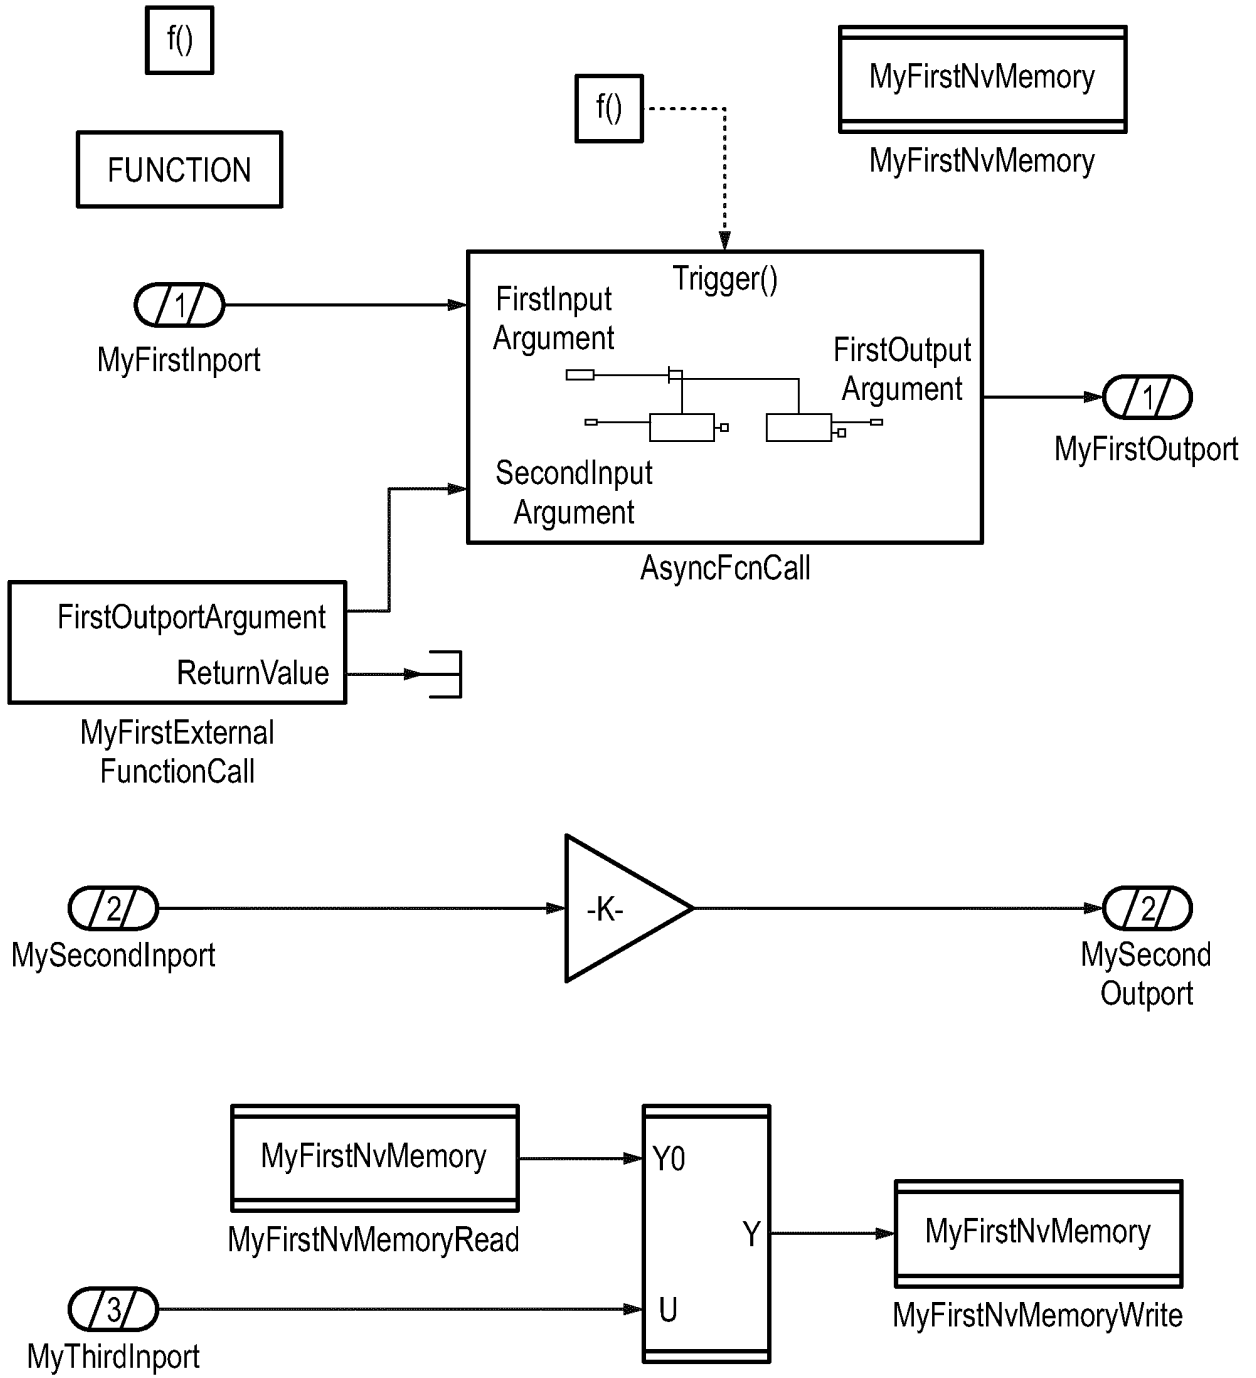 f()
f()
MyFirstNvMemory
MyFirstNvMemory
FUNCTION
Trigger()
1
MyFirstInport
FirstInput
Argument
FirstOutput
Argument
1
MyFirstOutport
SecondInput
Argument
AsyncFcnCall
FirstOutportArgument
ReturnValue
MyFirstExternal
FunctionCall
2
MySecondInport
-K-
2
MySecond
Outport
MyFirstNvMemory
MyFirstNvMemoryRead
Y0
Y
U
MyFirstNvMemory
MyFirstNvMemoryWrite
3
MyThirdInport